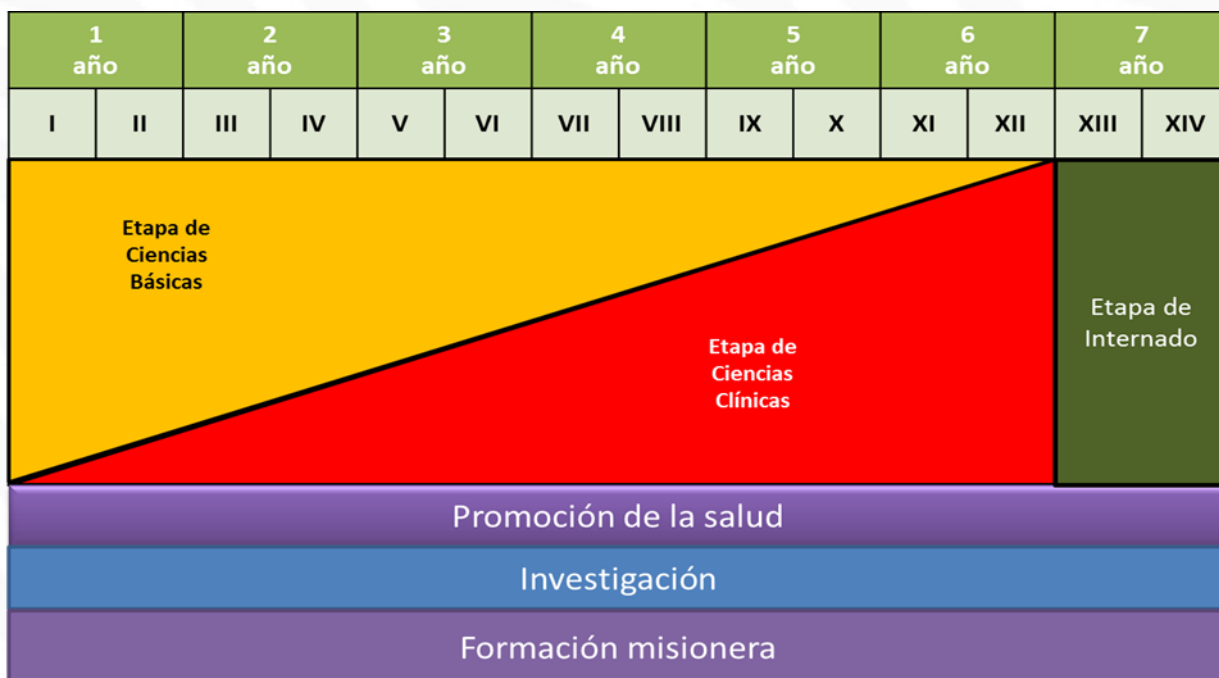 1 2 3 4 5 6 7
año año año año año año año
I II III IV V VI VII VIII IX X XI XII XIII XIV
Etapa de
Ciencias
Básicas
Etapa de
Ciencias
Clínicas
Etapa de
Internado
Promoción de la salud
Investigación
Formación misionera